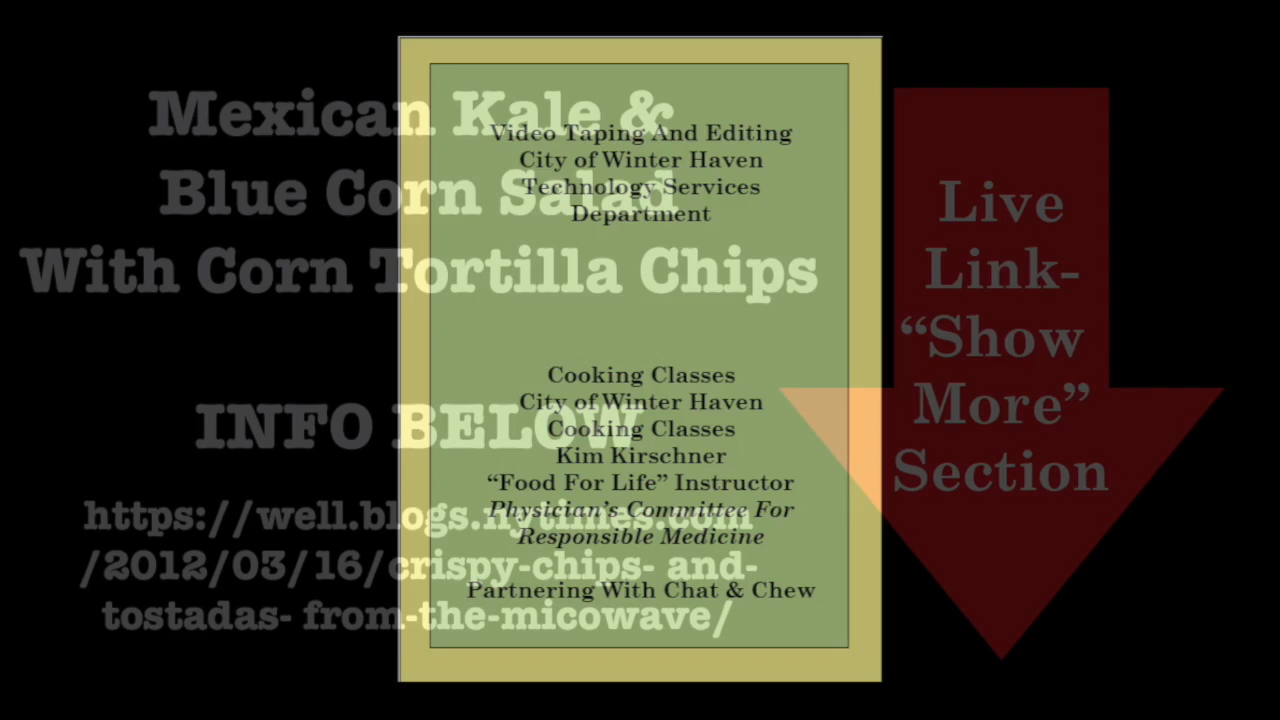 Mexican Kale &
Blue Corn Salad
With Corn Tortilla Chips
INFO BELOW
https://well.blogs.nytimes.com
/2012/03/16/crispy-chips- and-
tostadas- from-the-micowave/
Video Taping And Editing
City of Winter Haven
Technology Services
Department
Cooking Classes
City of Winter Haven
Cooking Classes
Kim Kirschner
“Food For Life” Instructor
Physician’s Committee For
Responsible Medicine
Partnering With Chat & Chew
Live
Link-
“Show
More”
Section